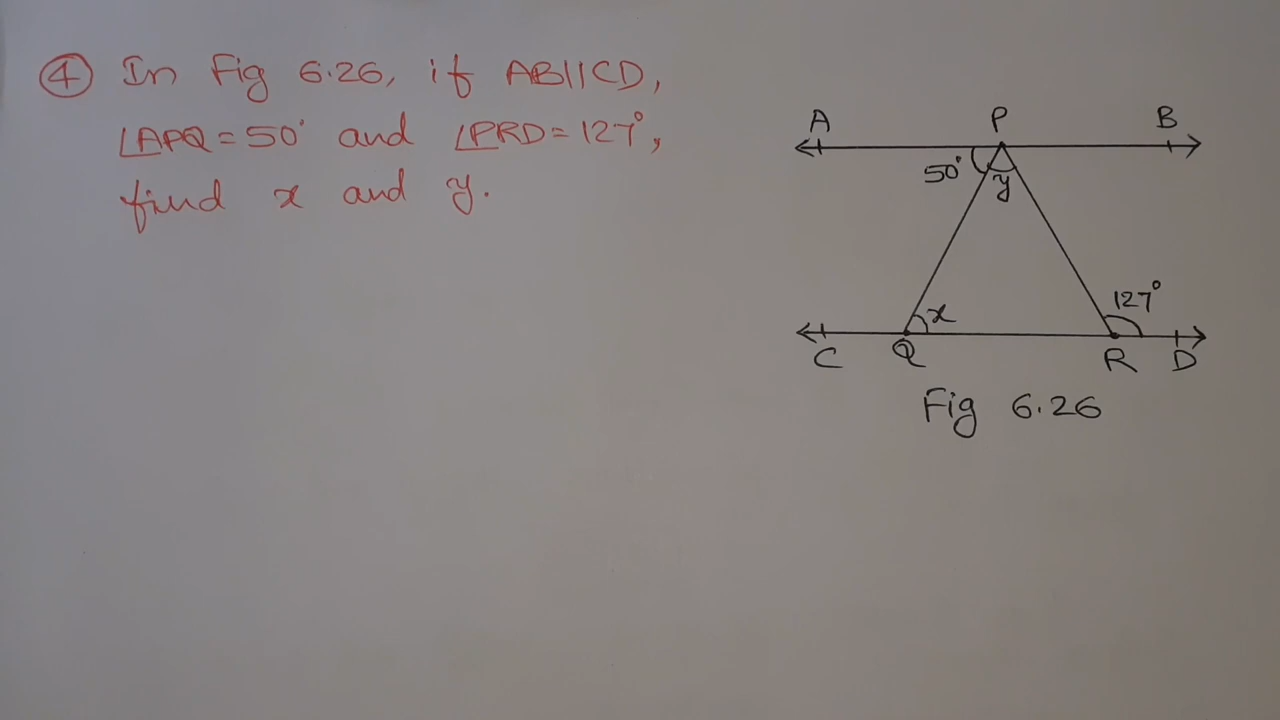 ④ In Fig 6.26, if AB||CD,
∠APQ = 50° and ∠PRD = 127°,
find x and y.
A P B
50° y
127°
x
C Q R D
Fig 6.26